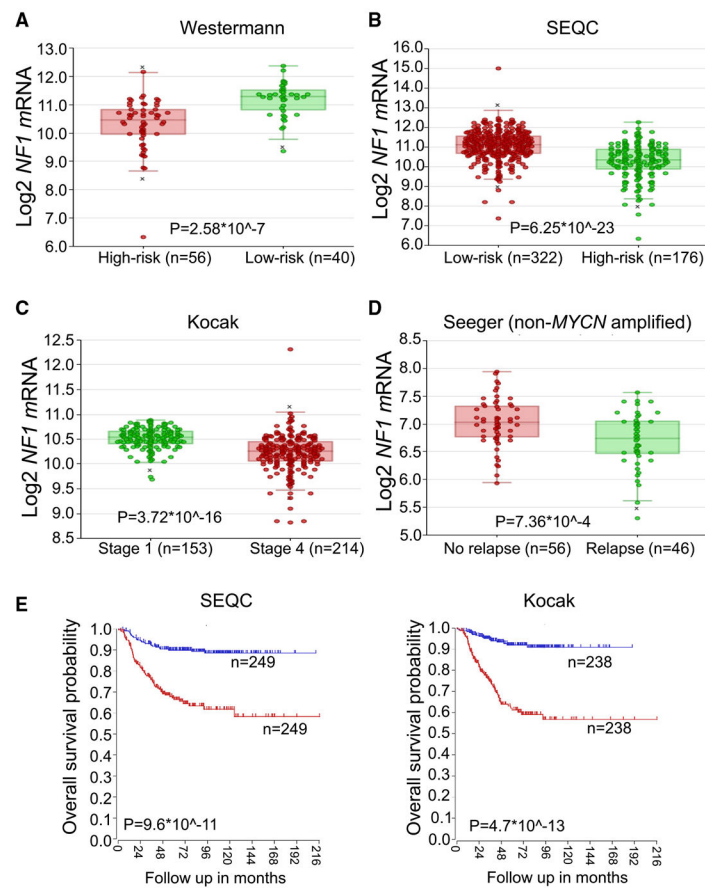 A
Westermann
Log2 NF1 mRNA
13.0
12.0
11.0
10.0
9.0
8.0
7.0
6.0
P=2.58*10^-7
High-risk (n=56)
Low-risk (n=40)
B
SEQC
Log2 NF1 mRNA
16.0
15.0
14.0
13.0
12.0
11.0
10.0
9.0
8.0
7.0
6.0
P=6.25*10^-23
Low-risk (n=322)
High-risk (n=176)
C
Kocak
Log2 NF1 mRNA
12.5
12.0
11.5
11.0
10.5
10.0
9.5
9.0
8.5
P=3.72*10^-16
Stage 1 (n=153)
Stage 4 (n=214)
D
Seeger (non-MYCN amplified)
Log2 NF1 mRNA
8.5
8.0
7.5
7.0
6.5
6.0
5.5
5.0
P=7.36*10^-4
No relapse (n=56)
Relapse (n=46)
E
SEQC
Overall survival probability
1.0
0.9
0.8
0.7
0.6
0.5
0.4
0.3
0.2
0.1
0.0
n=249
n=249
P=9.6*10^-11
0 24 48 72 96 120 144 168 192 216
Follow up in months
Kocak
Overall survival probability
1.0
0.9
0.8
0.7
0.6
0.5
0.4
0.3
0.2
0.1
0.0
n=238
n=238
P=4.7*10^-13
0 24 48 72 96 120 144 168 192 216
Follow up in months